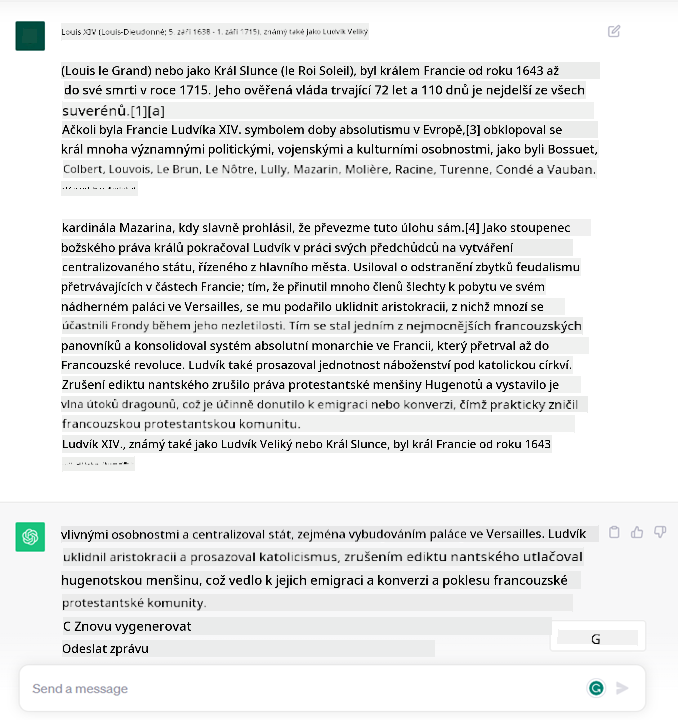 Louis XIV (Louis-Dieudonné; 5. září 1638 - 1. září 1715), známý také jako Ludvík Veliký
(Louis le Grand) nebo jako Král Slunce (le Roi Soleil), byl králem Francie od roku 1643 až
do své smrti v roce 1715. Jeho ověřená vláda trvající 72 let a 110 dnů je nejdelší ze všech
suverénů.[1][a]
Ačkoli byla Francie Ludvíka XIV. symbolem doby absolutismu v Evropě,[3] obklopoval se
král mnoha významnými politickými, vojenskými a kulturními osobnostmi, jako byli Bossuet,
Colbert, Louvois, Le Brun, Le Nôtre, Lully, Mazarin, Molière, Racine, Turenne, Condé a Vauban.
kardinála Mazarina, kdy slavně prohlásil, že převezme tuto úlohu sám.[4] Jako stoupenec
božského práva králů pokračoval Ludvík v práci svých předchůdců na vytváření
centralizovaného státu, řízeného z hlavního města. Usiloval o odstranění zbytků feudalismu
přetrvávajících v částech Francie; tím, že přinutil mnoho členů šlechty k pobytu ve svém
nádherném paláci ve Versailles, se mu podařilo uklidnit aristokracii, z nichž mnozí se
účastnili Frondy během jeho nezletilosti. Tím se stal jedním z nejmocnějších francouzských
panovníků a konsolidoval systém absolutní monarchie ve Francii, který přetrval až do
Francouzské revoluce. Ludvík také prosazoval jednotnost náboženství pod katolickou církví.
Zrušení ediktu nantského zrušilo práva protestantské menšiny Hugenotů a vystavilo je
vlna útoků dragounů, což je účinně donutilo k emigraci nebo konverzi, čímž prakticky zničil
francouzskou protestantskou komunitu.
Ludvík XIV., známý také jako Ludvík Veliký nebo Král Slunce, byl král Francie od roku 1643
vlivnými osobnostmi a centralizoval stát, zejména vybudováním paláce ve Versailles. Ludvík
uklidnil aristokracii a prosazoval katolicismus, zrušením ediktu nantského utlačoval
hugenotskou menšinu, což vedlo k jejich emigraci a konverzi a poklesu francouzské
protestantské komunity.
C Znovu vygenerovat
G
Odeslat zprávu
Send a message